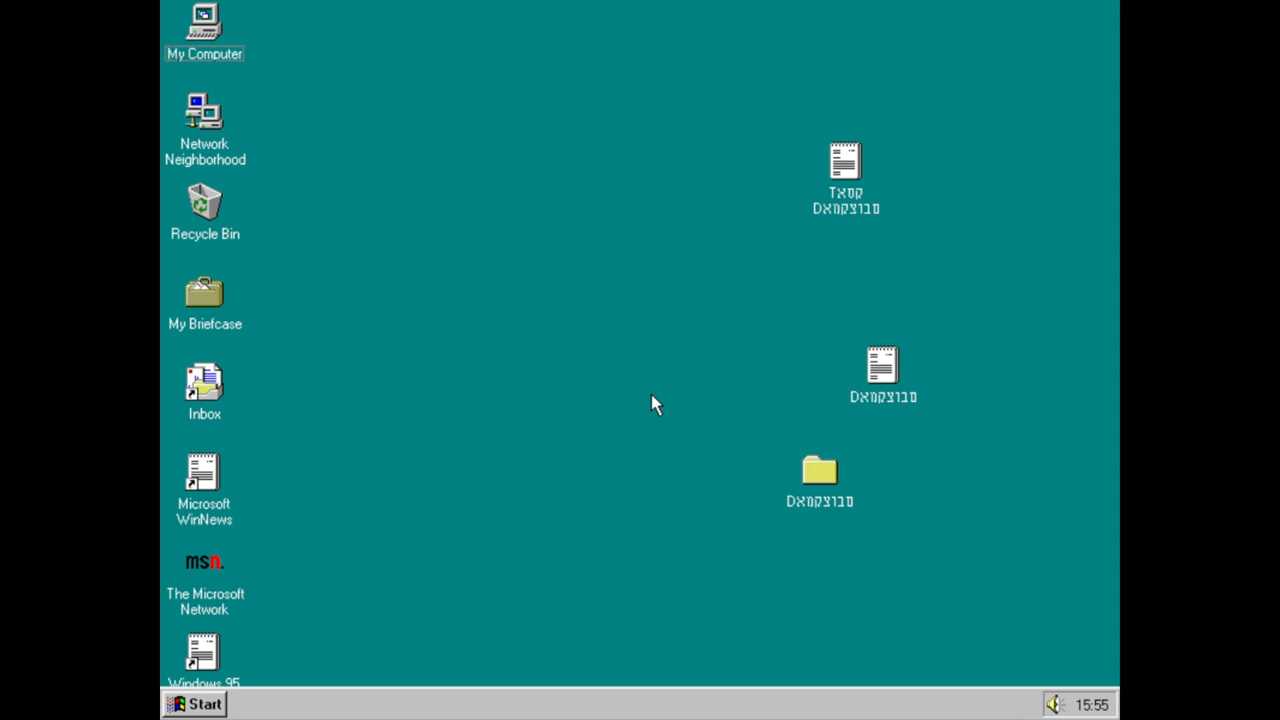 My Computer
Network
Neighborhood
Recycle Bin
My Briefcase
Inbox
Microsoft
WinNews
msn.
The Microsoft
Network
Windows 95
Start
15:55